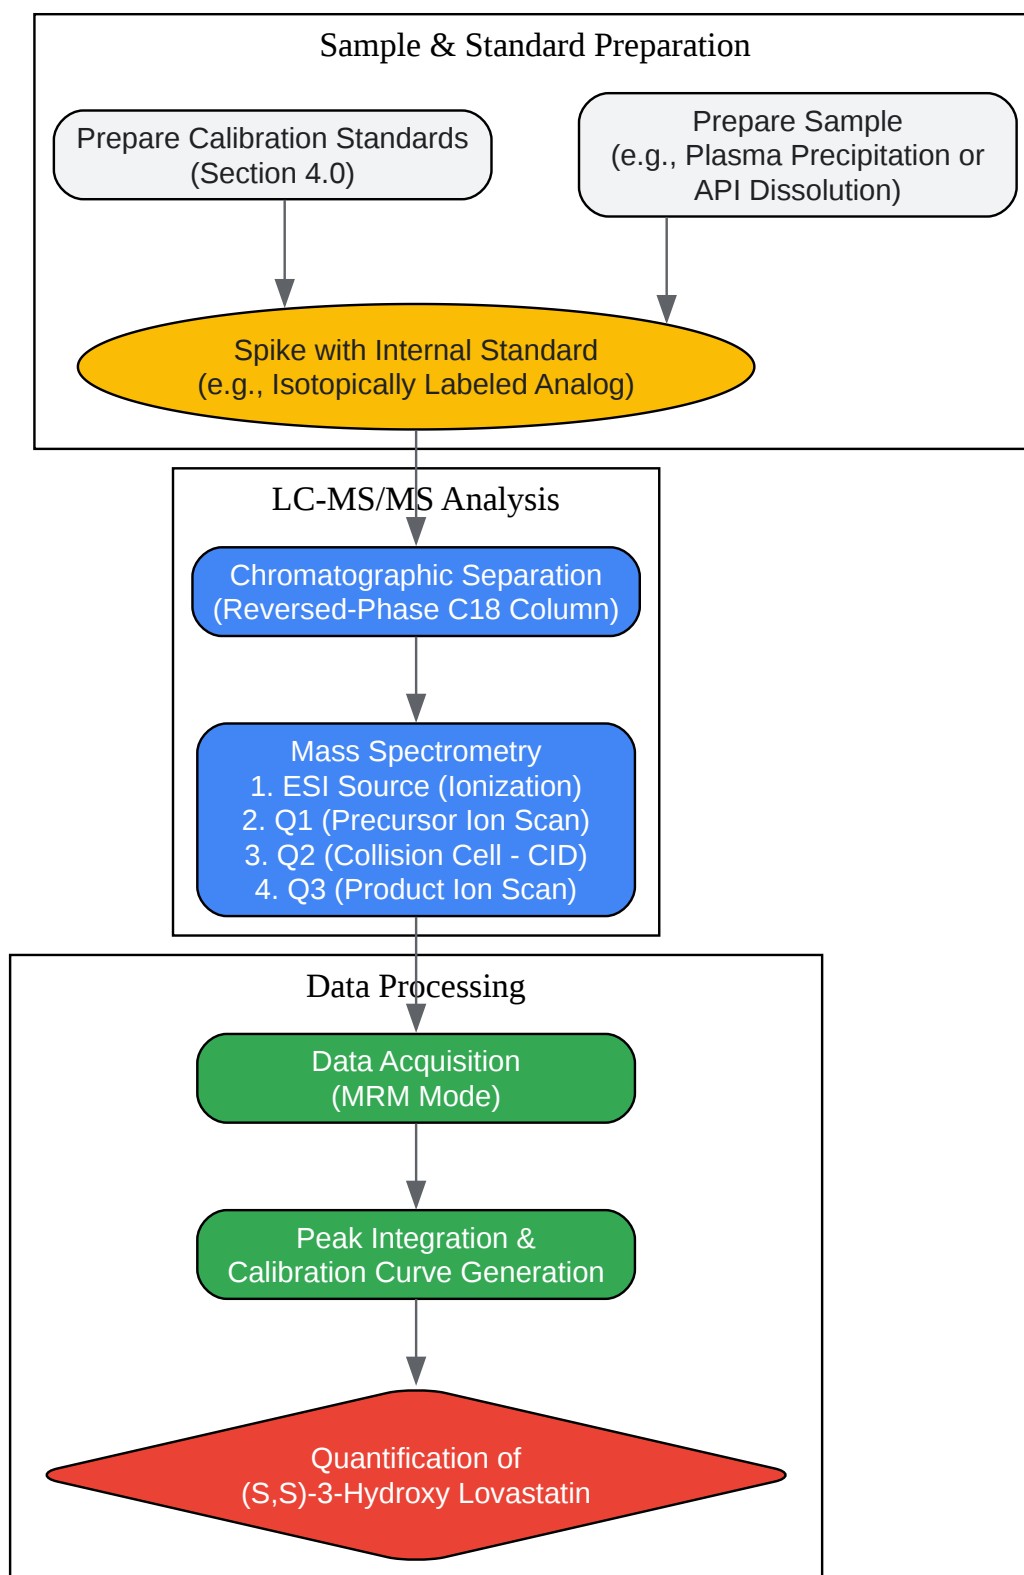 Sample & Standard Preparation
Prepare Calibration Standards
(Section 4.0)
Prepare Sample
(e.g., Plasma Precipitation or
API Dissolution)
Spike with Internal Standard
(e.g., Isotopically Labeled Analog)
LC-MS/MS Analysis
Chromatographic Separation
(Reversed-Phase C18 Column)
Mass Spectrometry
1. ESI Source (Ionization)
2. Q1 (Precursor Ion Scan)
3. Q2 (Collision Cell - CID)
4. Q3 (Product Ion Scan)
Data Processing
Data Acquisition
(MRM Mode)
Peak Integration &
Calibration Curve Generation
Quantification of
(S,S)-3-Hydroxy Lovastatin